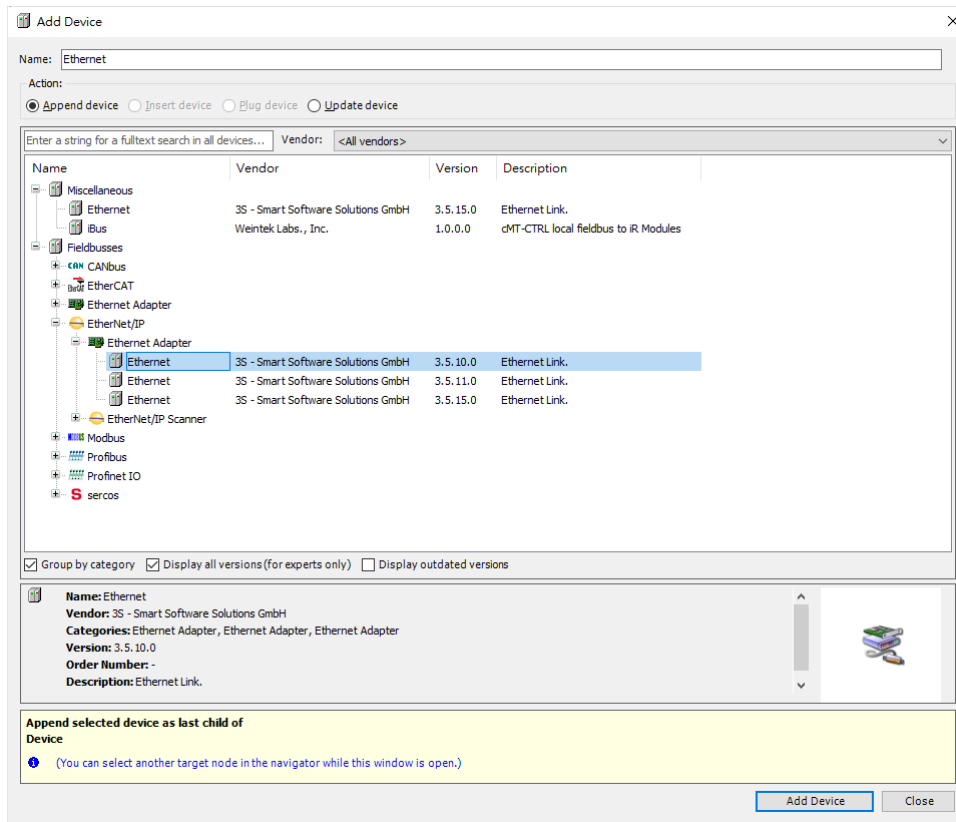 Add Device
Name: Ethernet
Action:
Append device Insert device Plug device Update device
Enter a string for a fulltext search in all devices... Vendor: <All vendors>
Name Vendor Version Description
Miscellaneous
Ethernet 3S - Smart Software Solutions GmbH 3.5.15.0 Ethernet Link.
iBus Weintek Labs., Inc. 1.0.0.0 cMT-CTRL local fieldbus to iR Modules
Fieldbusses
CAN CANbus
EtherCAT
Ethernet Adapter
EtherNet/IP
Ethernet Adapter
Ethernet 3S - Smart Software Solutions GmbH 3.5.10.0 Ethernet Link.
Ethernet 3S - Smart Software Solutions GmbH 3.5.11.0 Ethernet Link.
Ethernet 3S - Smart Software Solutions GmbH 3.5.15.0 Ethernet Link.
EtherNet/IP Scanner
Modbus
Profibus
Profinet IO
S sercos
Group by category Display all versions (for experts only) Display outdated versions
Name: Ethernet
Vendor: 3S - Smart Software Solutions GmbH
Categories: Ethernet Adapter, Ethernet Adapter, Ethernet Adapter
Version: 3.5.10.0
Order Number: -
Description: Ethernet Link.
Append selected device as last child of
Device
(You can select another target node in the navigator while this window is open.)
Add Device Close